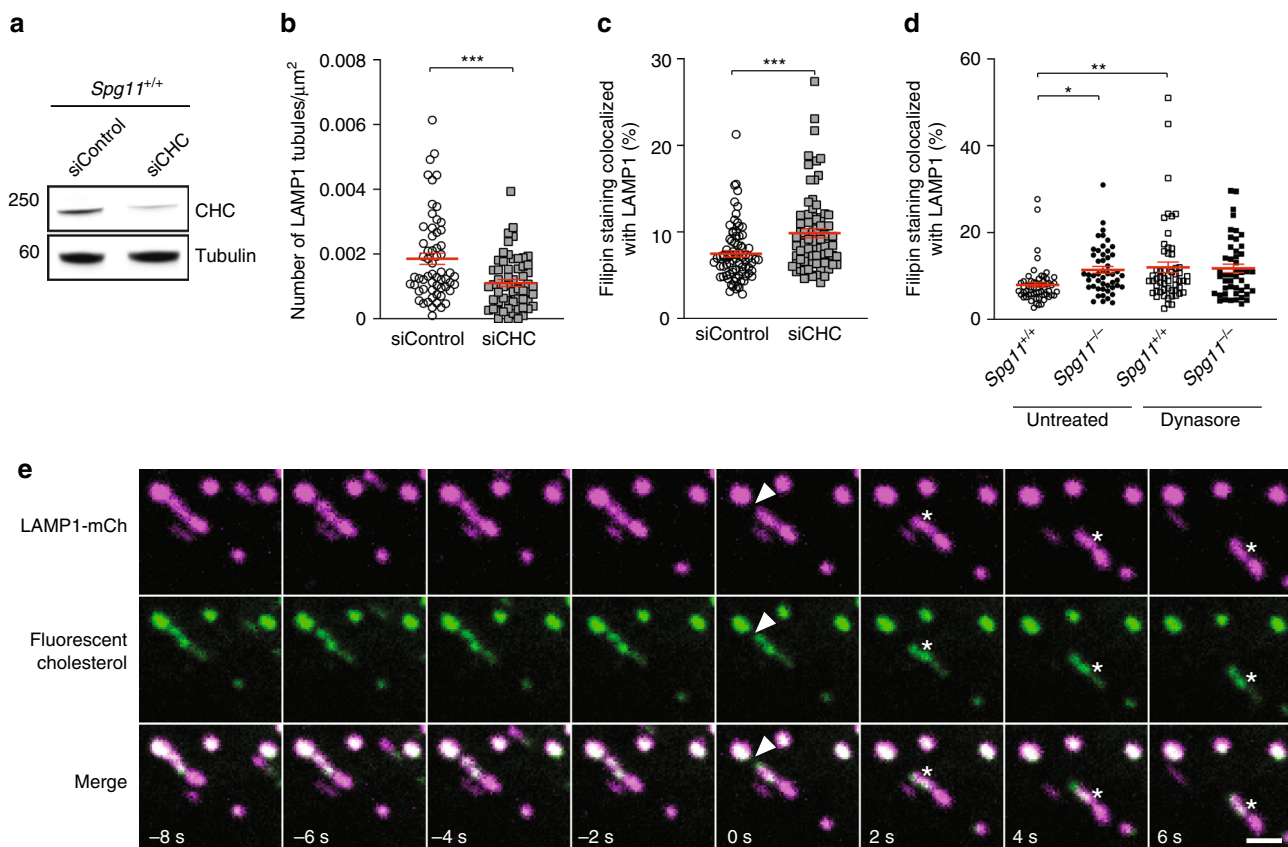 a
Spg11+/+
siControl
siCHC
250
CHC
60
Tubulin
b
Number of LAMP1 tubules/μm2
0.008
0.006
0.004
0.002
0
***
siControl
siCHC
c
Filipin staining colocalized
with LAMP1 (%)
30
20
10
0
***
siControl
siCHC
d
Filipin staining colocalized
with LAMP1 (%)
60
40
20
0
**
*
Spg11+/+
Spg11–/–
Spg11+/+
Spg11–/–
Untreated
Dynasore
e
LAMP1-mCh
* * *
Fluorescent
cholesterol
* * *
Merge
* * *
–8 s –6 s –4 s –2 s 0 s 2 s 4 s 6 s